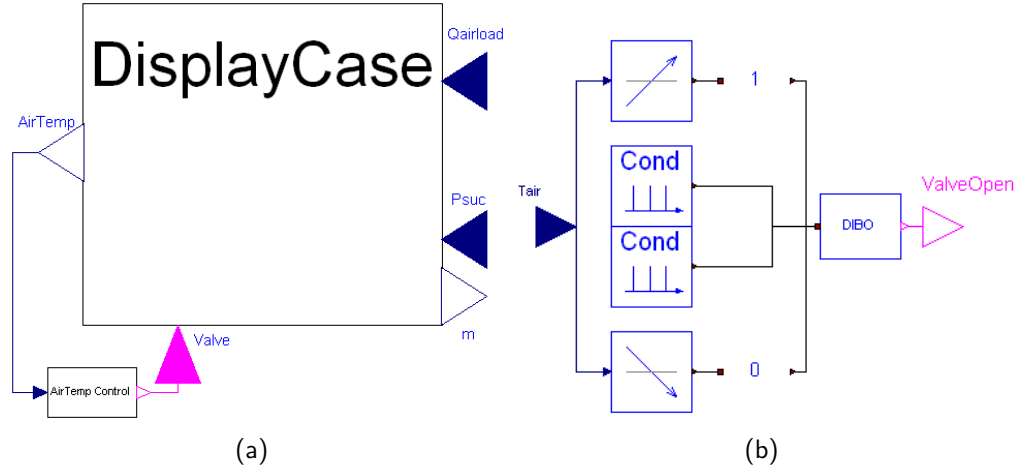 Qairload
DisplayCase
AirTemp
Psuc
m
Valve
AirTemp Control
(a)
1
Cond
Tair
Cond
ValveOpen
DIBO
0
(b)